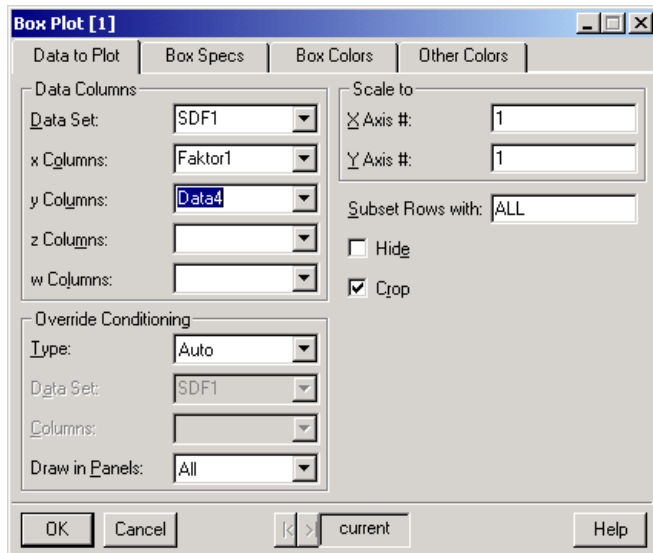 Box Plot [1]
Data to Plot
Box Specs
Box Colors
Other Colors
Data Columns
Data Set:
SDF1
x Columns:
Faktor1
y Columns:
Data4
z Columns:
w Columns:
Scale to
X Axis #:
1
Y Axis #:
1
Subset Rows with:
ALL
Hide
Crop
Override Conditioning
Type:
Auto
Data Set:
SDF1
Columns:
Draw in Panels:
All
OK
Cancel
current
Help